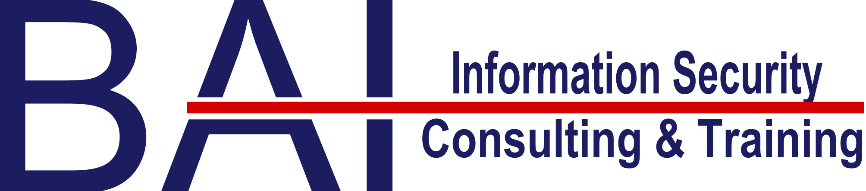 BAI
Information Security
Consulting & Training